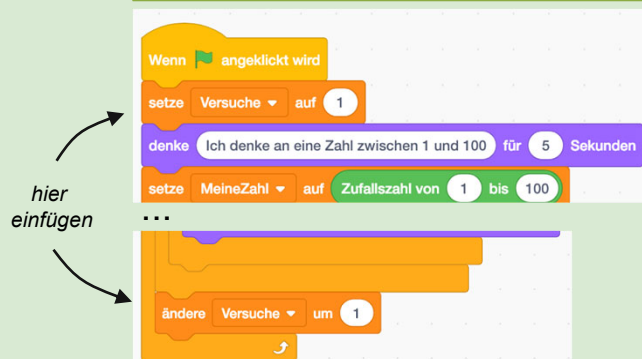 Wenn angeklickt wird
setze Versuche auf 1
denke Ich denke an eine Zahl zwischen 1 und 100 für 5 Sekunden
setze MeineZahl auf Zufallszahl von 1 bis 100
hier
einfügen
...
ändere Versuche um 1